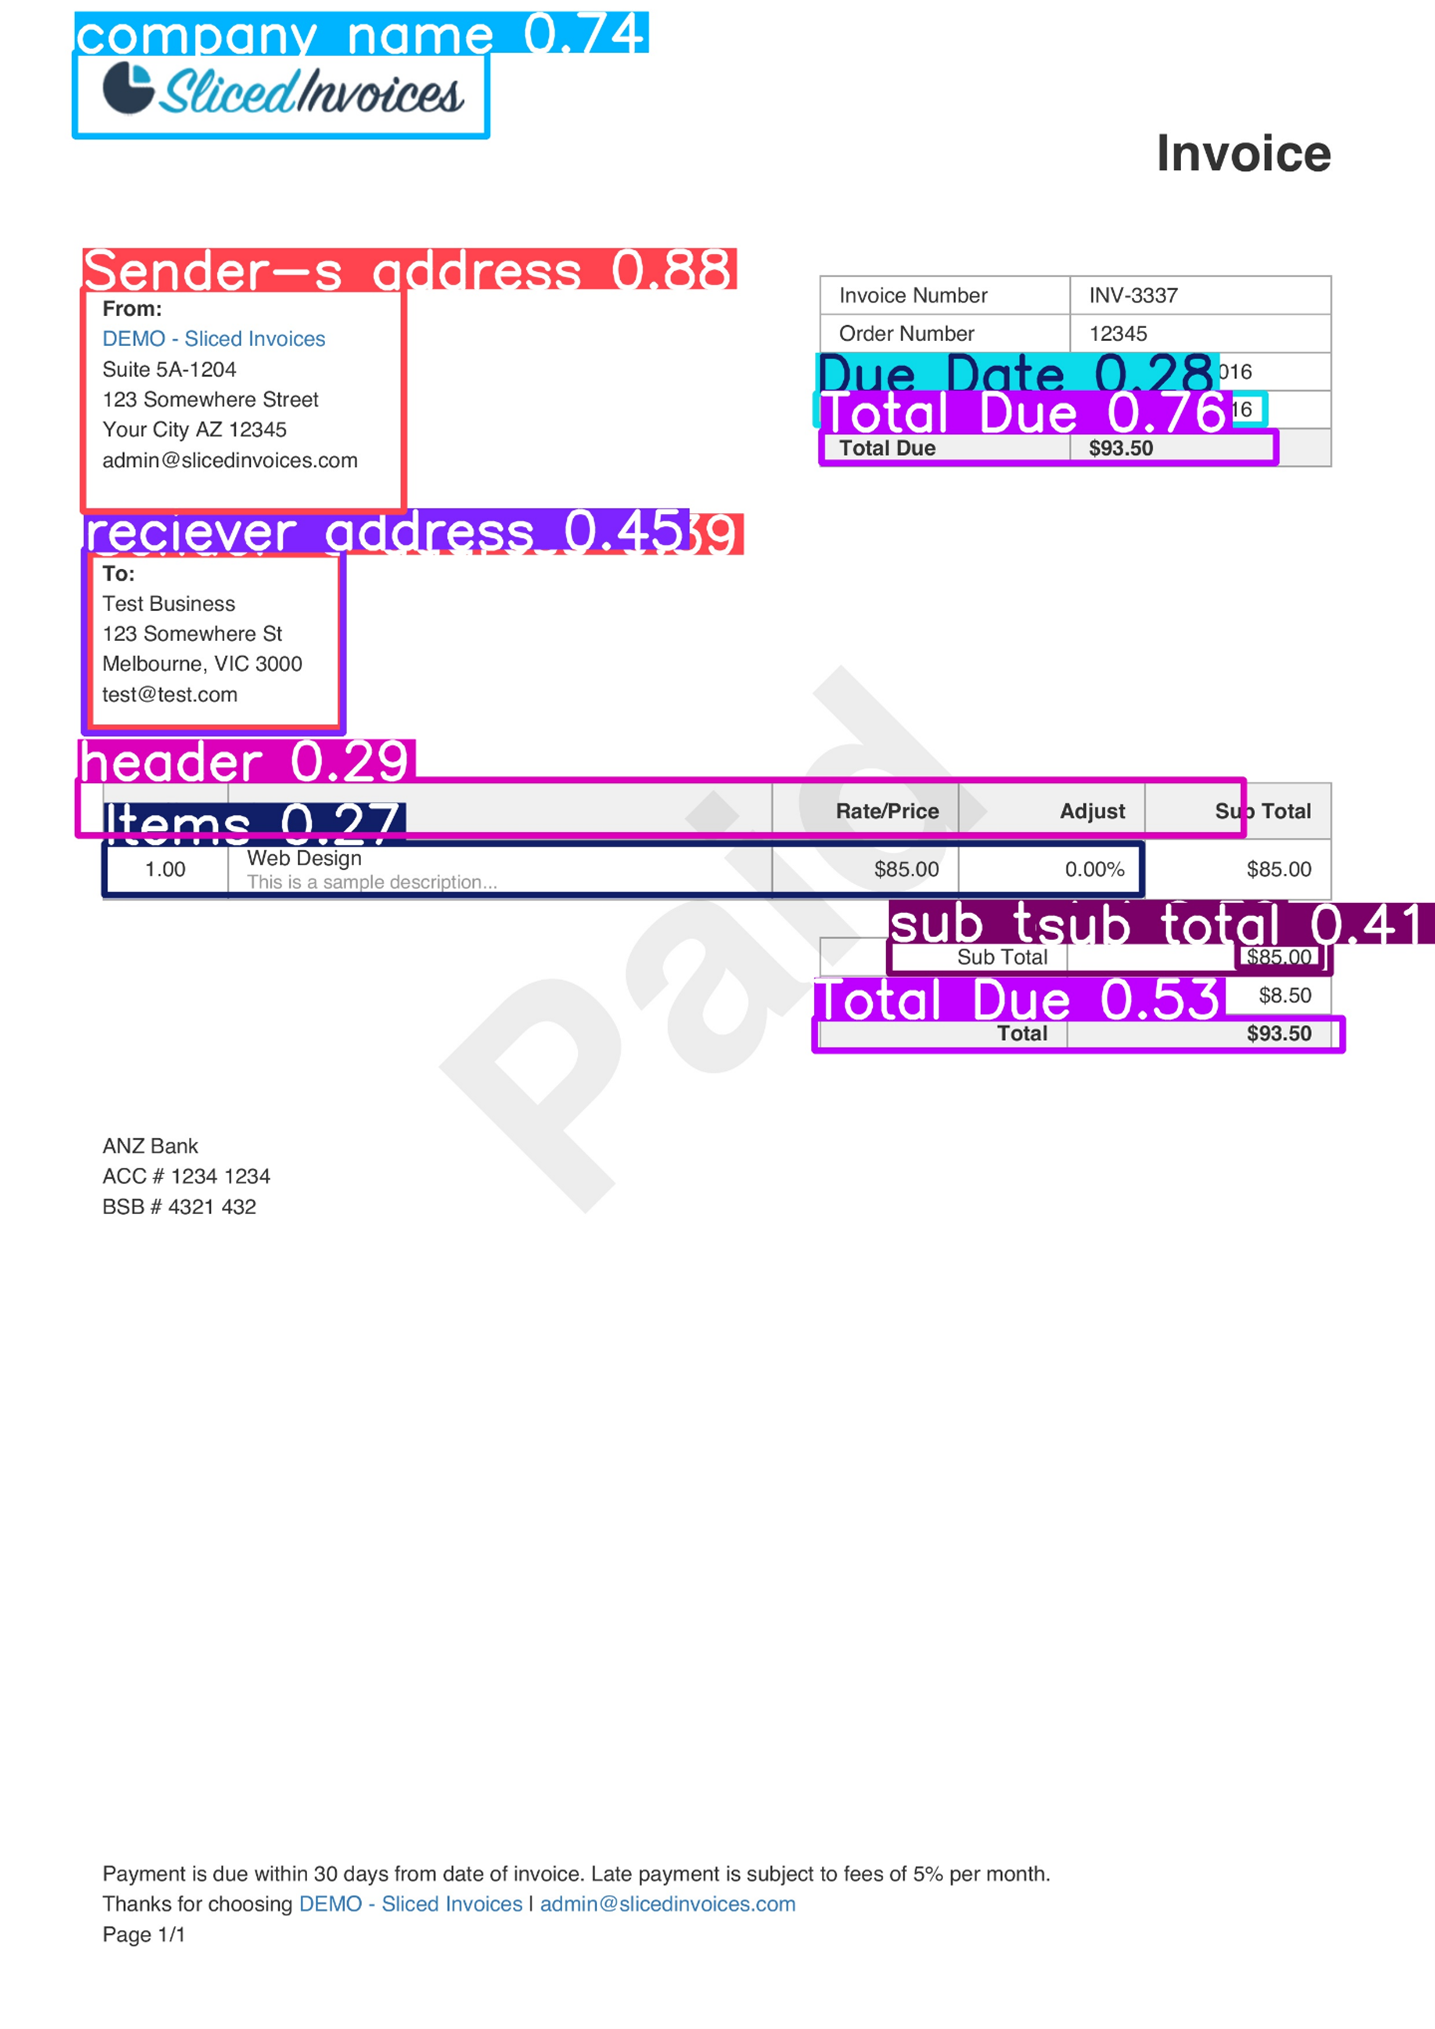 company name 0.74
SlicedInvoices
Invoice
Sender-s address 0.88
From:
DEMO - Sliced Invoices
Suite 5A-1204
123 Somewhere Street
Your City AZ 12345
admin@slicedinvoices.com
Invoice Number INV-3337
Order Number 12345
Due Date 0.28 016
Total Due 0.76 16
Total Due $93.50
reciever address 0.45 39
To:
Test Business
123 Somewhere St
Melbourne, VIC 3000
test@test.com
header 0.29
Rate/Price Adjust Sub Total
Items 0.27
1.00 Web Design $85.00 0.00% $85.00
This is a sample description...
sub t sub total 0.41
Sub Total $85.00
Total Due 0.53 $8.50
Total $93.50
Paid
ANZ Bank
ACC # 1234 1234
BSB # 4321 432
Payment is due within 30 days from date of invoice. Late payment is subject to fees of 5% per month.
Thanks for choosing DEMO - Sliced Invoices | admin@slicedinvoices.com
Page 1/1